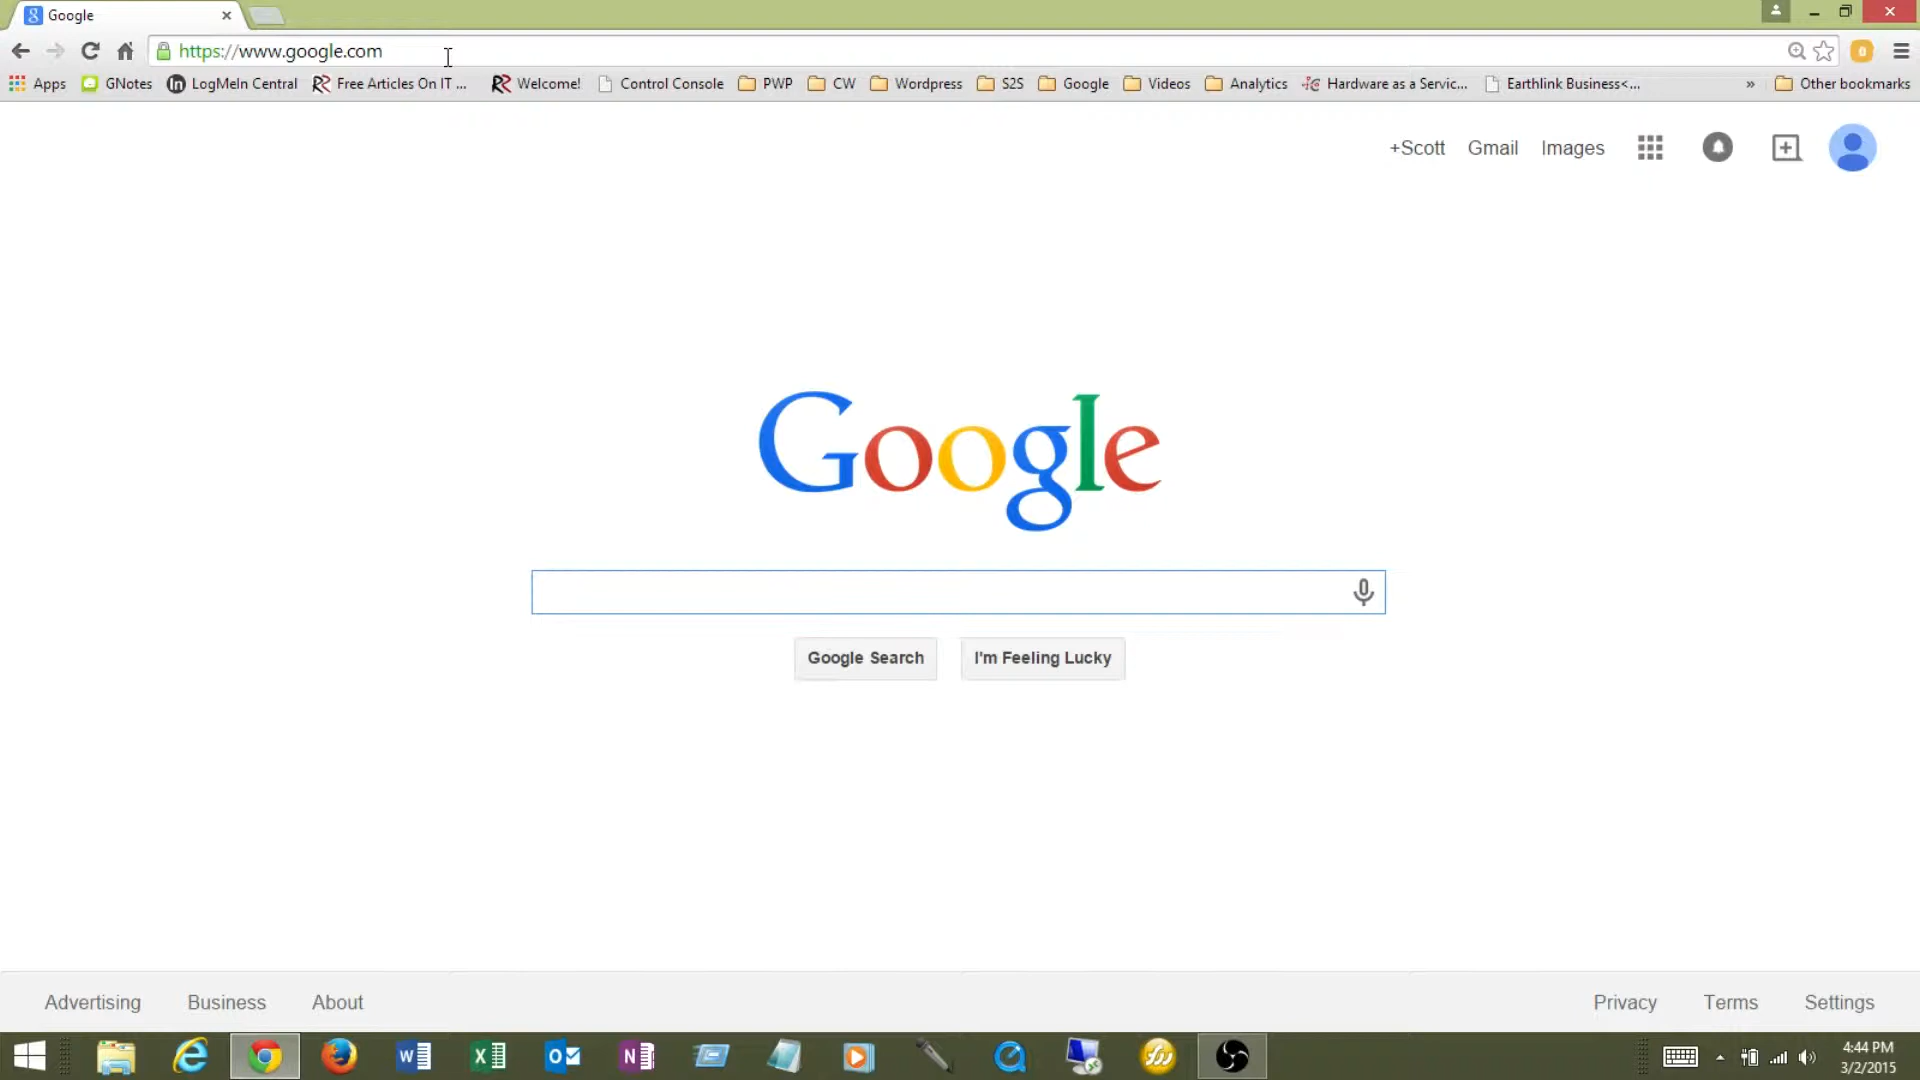 Google
https://www.google.com
Apps GNotes LogMeIn Central Free Articles On IT ... Welcome! Control Console PWP CW Wordpress S2S Google Videos Analytics Hardware as a Servic... Earthlink Business<... » Other bookmarks
+Scott Gmail Images
Google
Google Search I'm Feeling Lucky
Advertising Business About Privacy Terms Settings
4:44 PM
3/2/2015